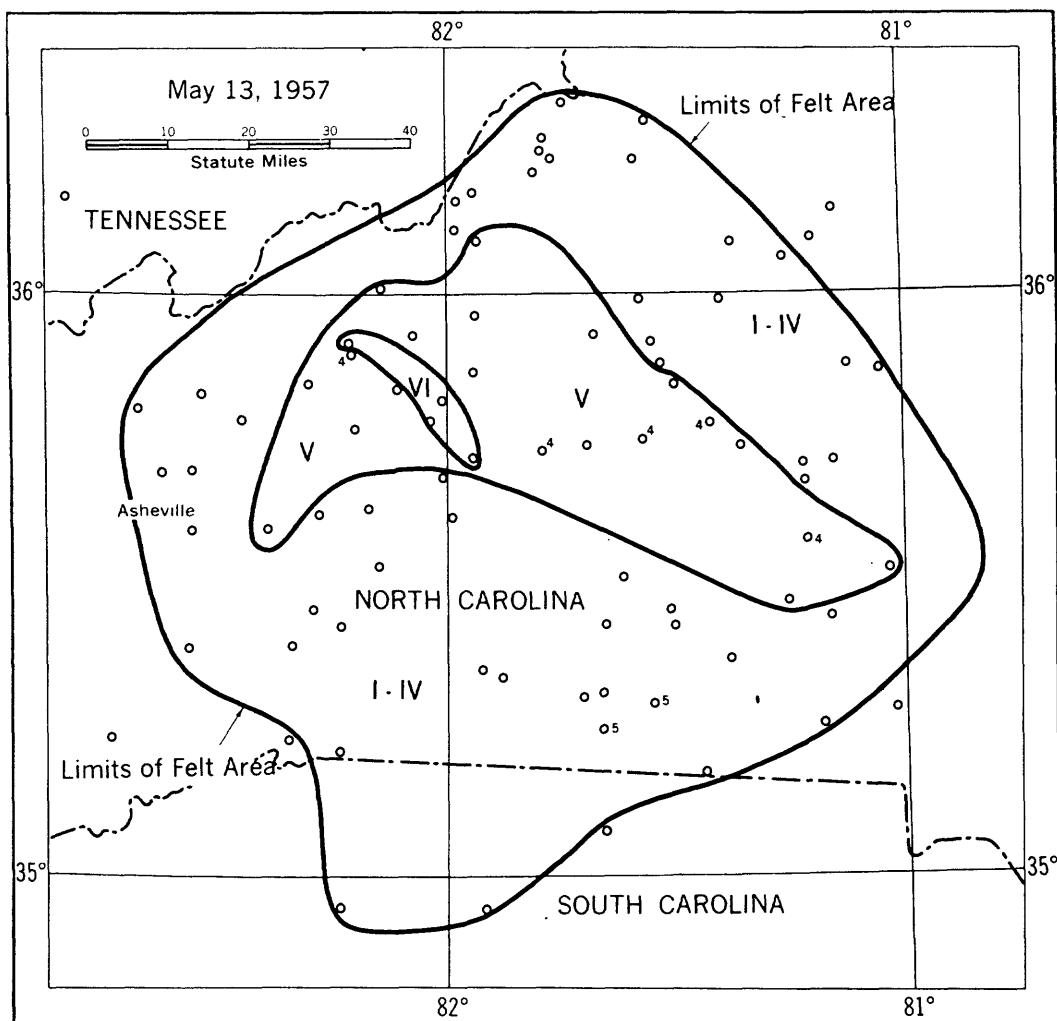 82° 81°
May 13, 1957
Limits of Felt Area
0 10 20 30 40
Statute Miles
TENNESSEE
36° 36°
I - IV
4
VI
V
4 4 4
V
Asheville
4
NORTH CAROLINA
I - IV
5
5
Limits of Felt Area
35° 35°
SOUTH CAROLINA
82° 81°